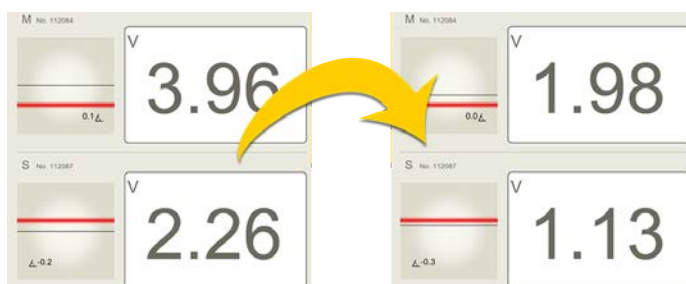 M No. 112084
V
3.96
0.1∡
S No. 112087
V
2.26
∡-0.2
M No. 112084
V
1.98
0.0∡
S No. 112087
V
1.13
∡-0.3